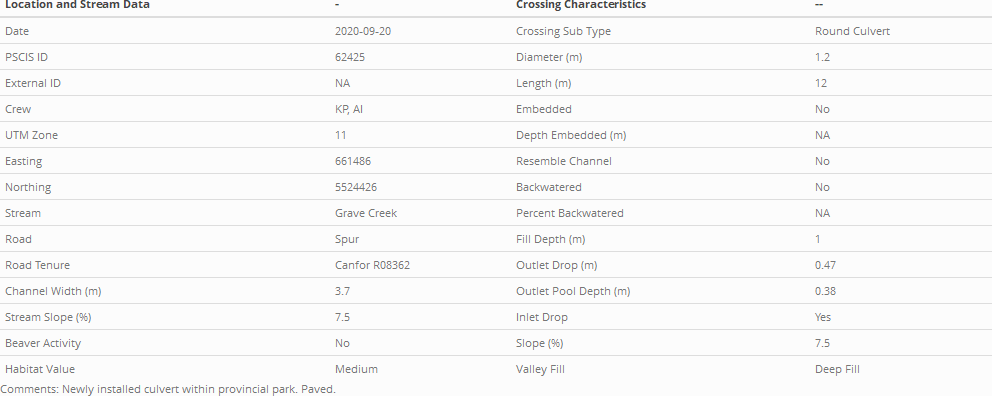 Location and Stream Data - Crossing Characteristics --
Date 2020-09-20 Crossing Sub Type Round Culvert
PSCIS ID 62425 Diameter (m) 1.2
External ID NA Length (m) 12
Crew KP, AI Embedded No
UTM Zone 11 Depth Embedded (m) NA
Easting 661486 Resemble Channel No
Northing 5524426 Backwatered No
Stream Grave Creek Percent Backwatered NA
Road Spur Fill Depth (m) 1
Road Tenure Canfor R08362 Outlet Drop (m) 0.47
Channel Width (m) 3.7 Outlet Pool Depth (m) 0.38
Stream Slope (%) 7.5 Inlet Drop Yes
Beaver Activity No Slope (%) 7.5
Habitat Value Medium Valley Fill Deep Fill
Comments: Newly installed culvert within provincial park. Paved.